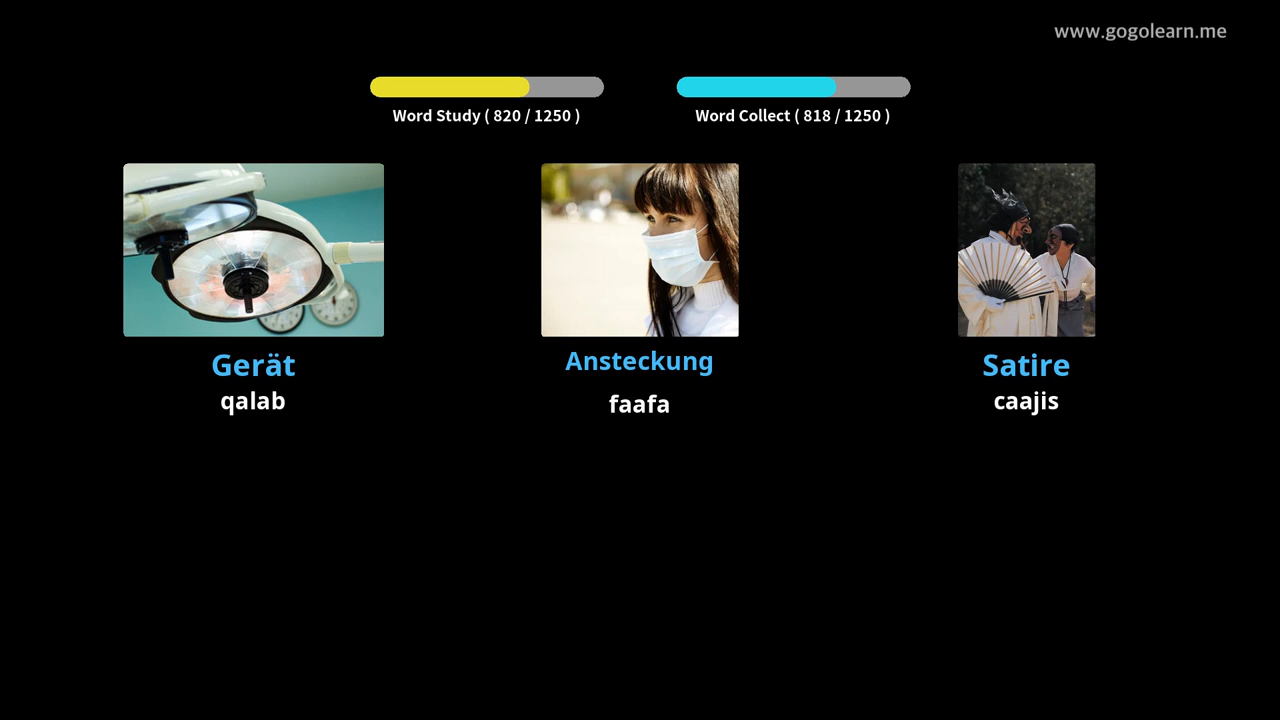 www.gogolearn.me
Word Study ( 820 / 1250 )
Word Collect ( 818 / 1250 )
Gerät
qalab
Ansteckung
faafa
Satire
caajis